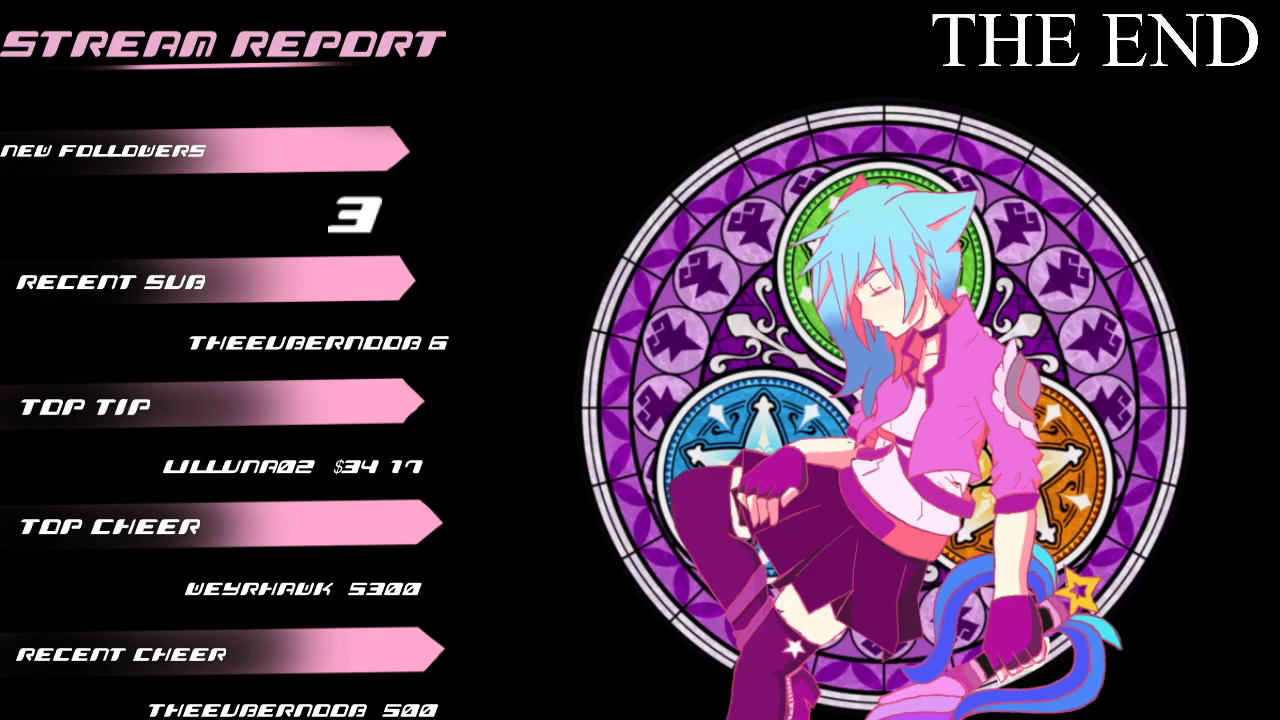 STREAM REPORT
THE END
NEW FOLLOWERS
3
RECENT SUB
THEEUBERNOOB 6
TOP TIP
LILLUNA02 $34 17
TOP CHEER
WEYRHAWK 5300
RECENT CHEER
THEEUBERNOOB 500